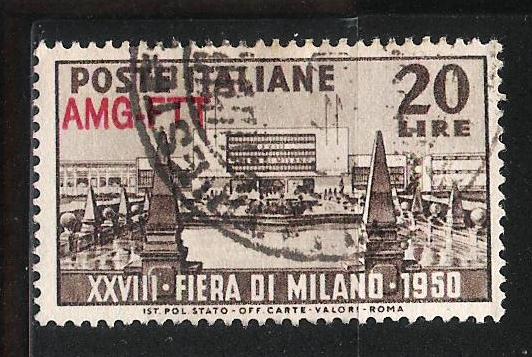 POSTE ITALIANE
20
LIRE
AMG-FTT
XXVIII · FIERA DI MILANO · 1950
IST. POL. STATO - OFF. CARTE - VALORI - ROMA